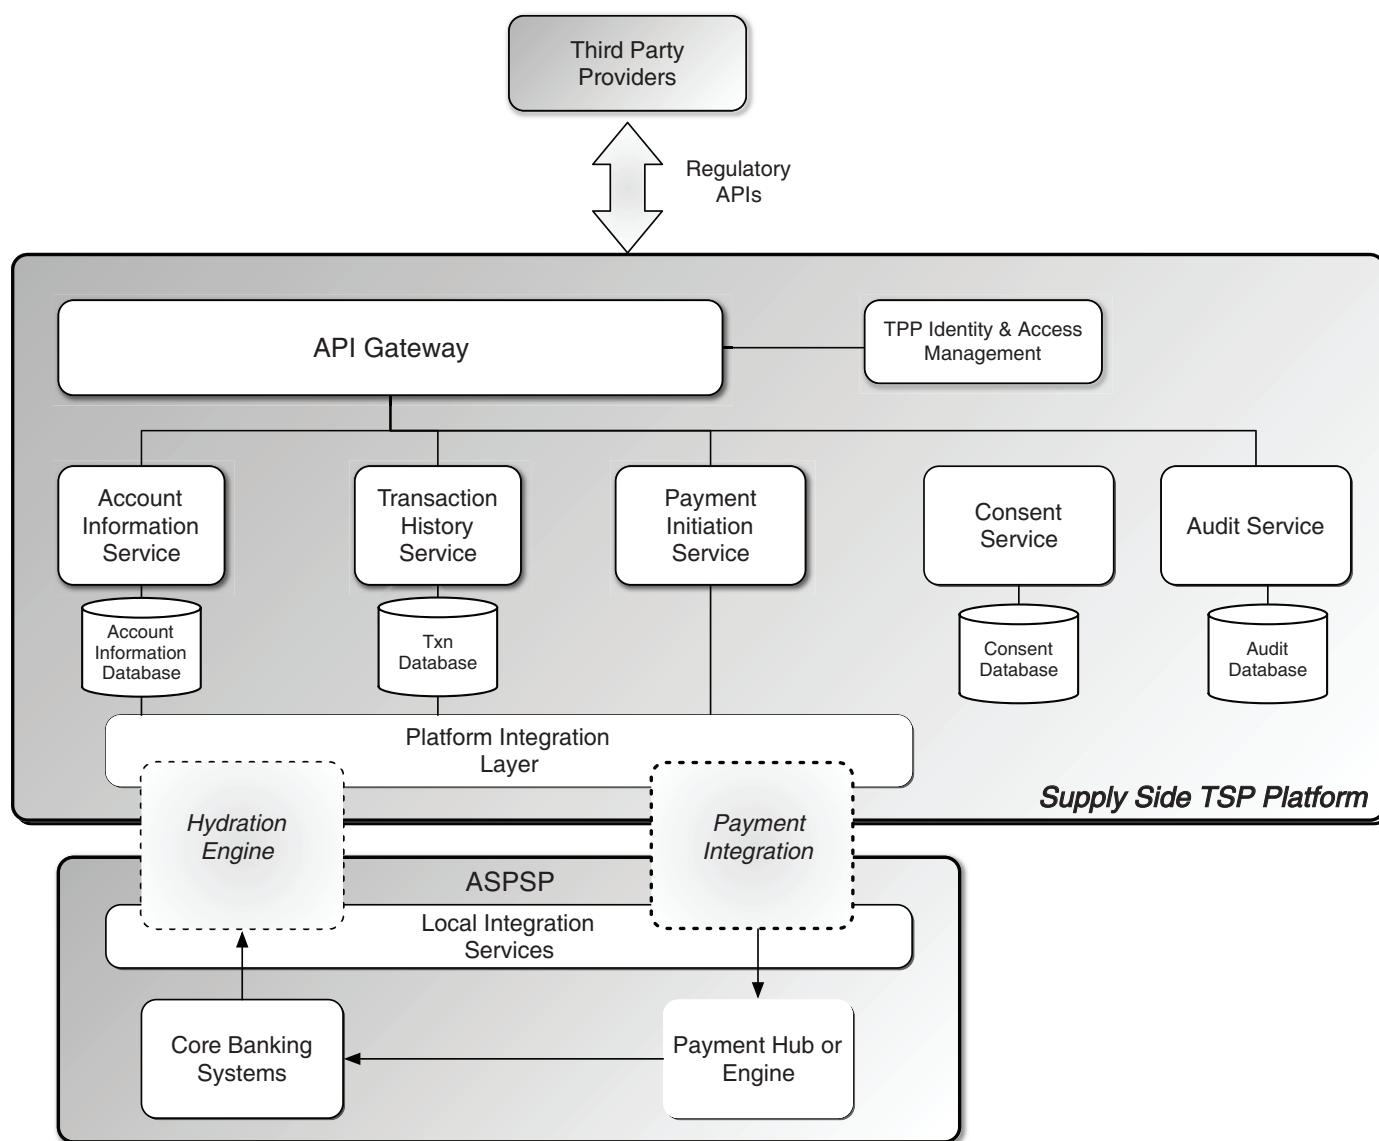 Third Party
Providers
Regulatory
APIs
API Gateway
TPP Identity & Access
Management
Account
Information
Service
Transaction
History
Service
Payment
Initiation
Service
Consent
Service
Audit Service
Account
Information
Database
Txn
Database
Consent
Database
Audit
Database
Platform Integration
Layer
Supply Side TSP Platform
Hydration
Engine
Payment
Integration
ASPSP
Local Integration
Services
Core Banking
Systems
Payment Hub or
Engine